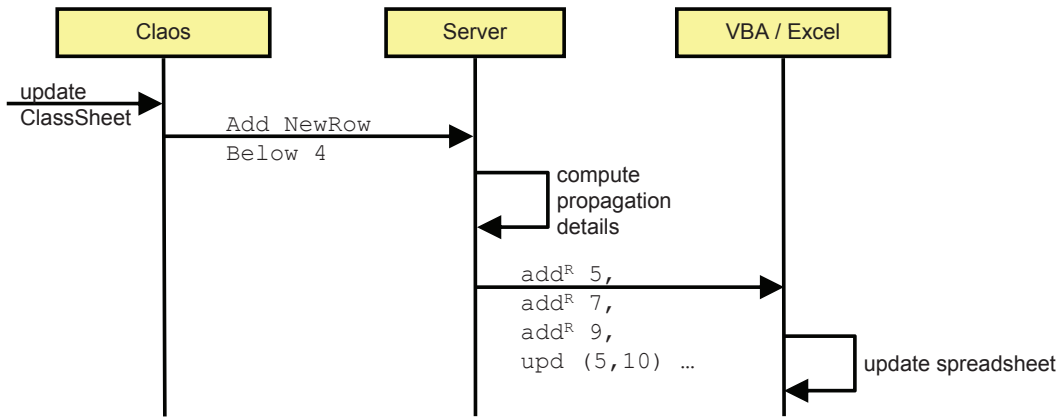 Claos
Server
VBA / Excel
update
ClassSheet
Add NewRow
Below 4
compute
propagation
details
addᴿ 5,
addᴿ 7,
addᴿ 9,
upd (5,10) …
update spreadsheet